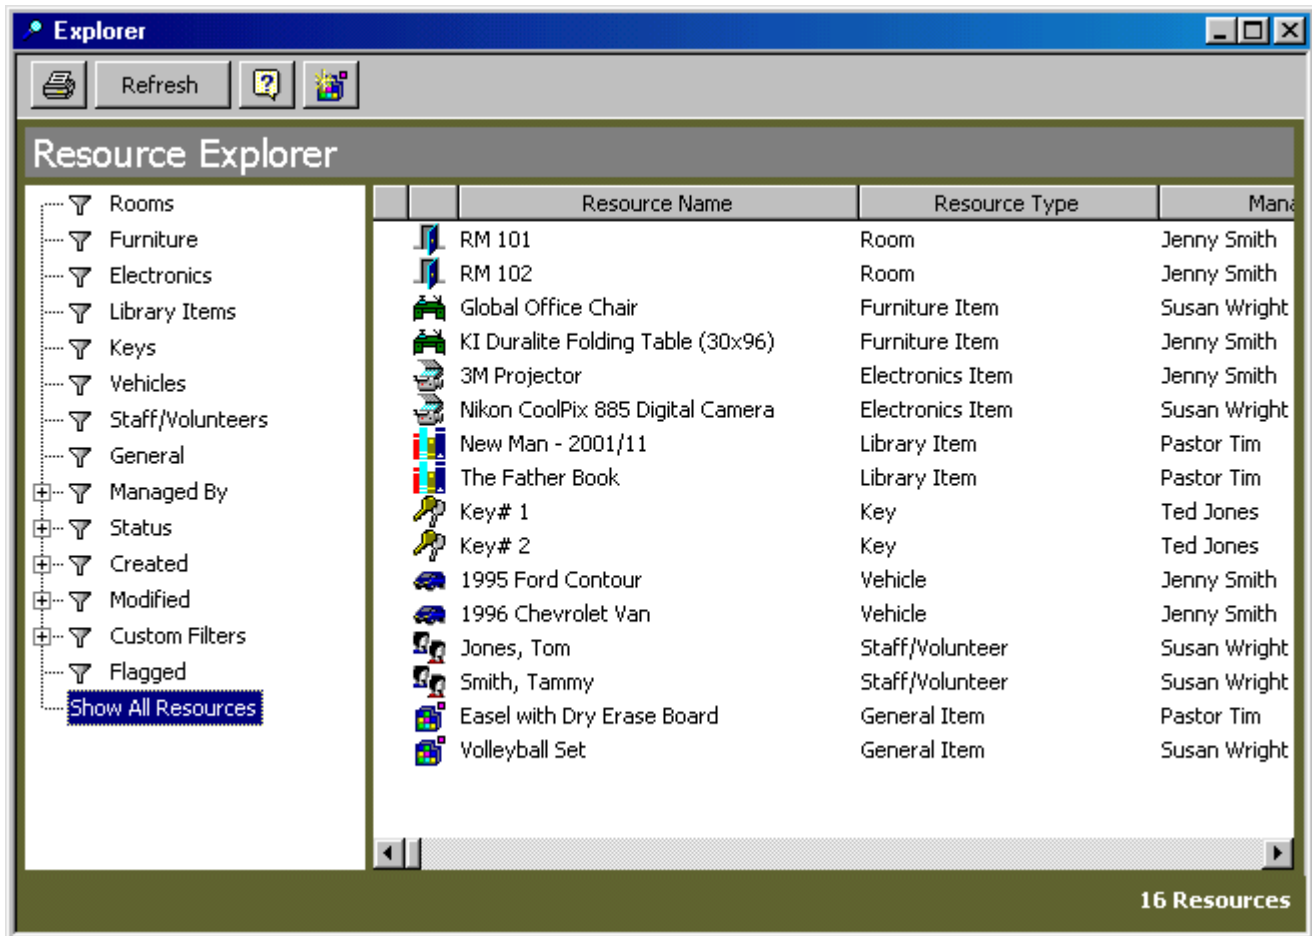 Explorer
Refresh
Resource Explorer
Rooms
Furniture
Electronics
Library Items
Keys
Vehicles
Staff/Volunteers
General
Managed By
Status
Created
Modified
Custom Filters
Flagged
Show All Resources
Resource Name Resource Type Mana
RM 101 Room Jenny Smith
RM 102 Room Jenny Smith
Global Office Chair Furniture Item Susan Wright
KI Duralite Folding Table (30x96) Furniture Item Jenny Smith
3M Projector Electronics Item Jenny Smith
Nikon CoolPix 885 Digital Camera Electronics Item Susan Wright
New Man - 2001/11 Library Item Pastor Tim
The Father Book Library Item Pastor Tim
Key# 1 Key Ted Jones
Key# 2 Key Ted Jones
1995 Ford Contour Vehicle Jenny Smith
1996 Chevrolet Van Vehicle Jenny Smith
Jones, Tom Staff/Volunteer Susan Wright
Smith, Tammy Staff/Volunteer Susan Wright
Easel with Dry Erase Board General Item Pastor Tim
Volleyball Set General Item Susan Wright
16 Resources